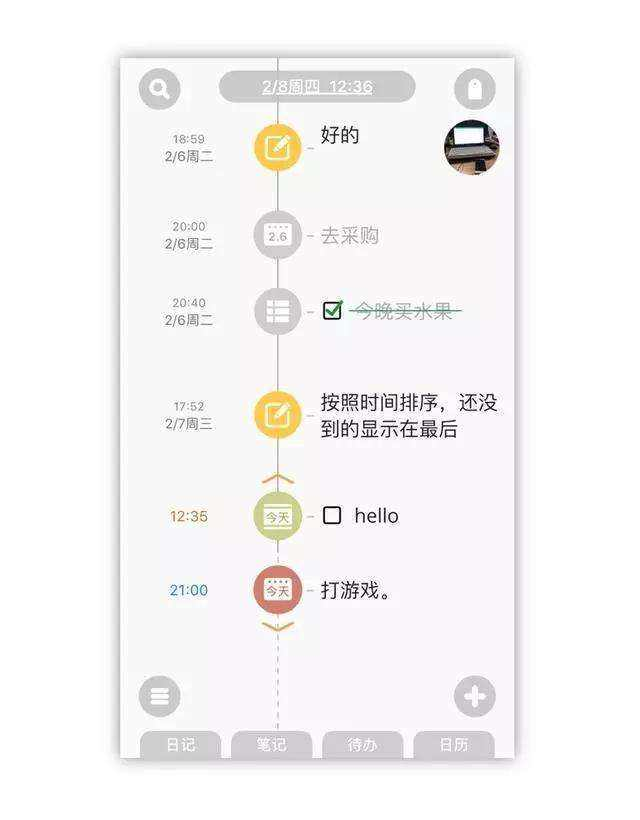 2/8周四 12:36
18:59
2/6周二
好的
20:00
2/6周二
2.6
去采购
20:40
2/6周二
今晚买水果
17:52
2/7周三
按照时间排序，还没
到的显示在最后
12:35
今天
hello
21:00
今天
打游戏。
日记
笔记
待办
日历